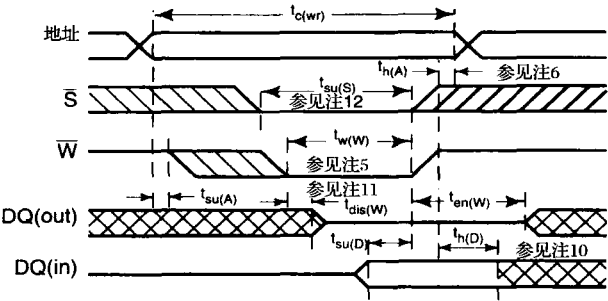 地址
t_c(wr)
t_h(A)
参见注6
S̅
t_su(S)
参见注12
W̅
t_w(W)
参见注5
参见注11
t_su(A)
t_dis(W)
t_en(W)
DQ(out)
t_su(D)
t_h(D)
参见注10
DQ(in)